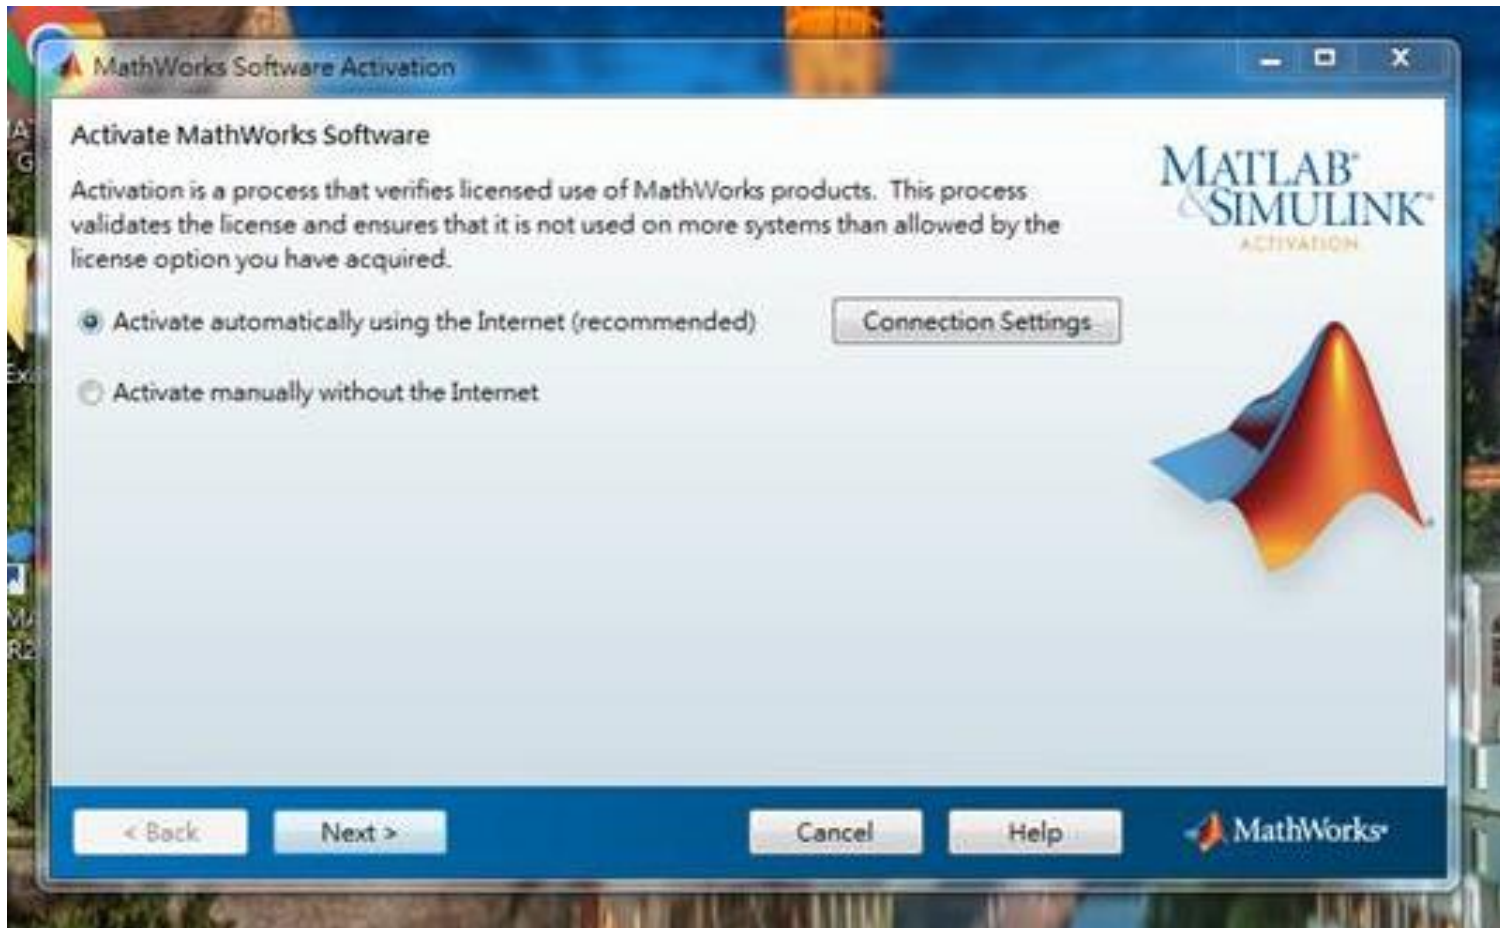 MathWorks Software Activation
Activate MathWorks Software
Activation is a process that verifies licensed use of MathWorks products. This process
validates the license and ensures that it is not used on more systems than allowed by the
license option you have acquired.
MATLAB®
&SIMULINK®
ACTIVATION
Activate automatically using the Internet (recommended)
Connection Settings
Activate manually without the Internet
< Back
Next >
Cancel
Help
MathWorks®